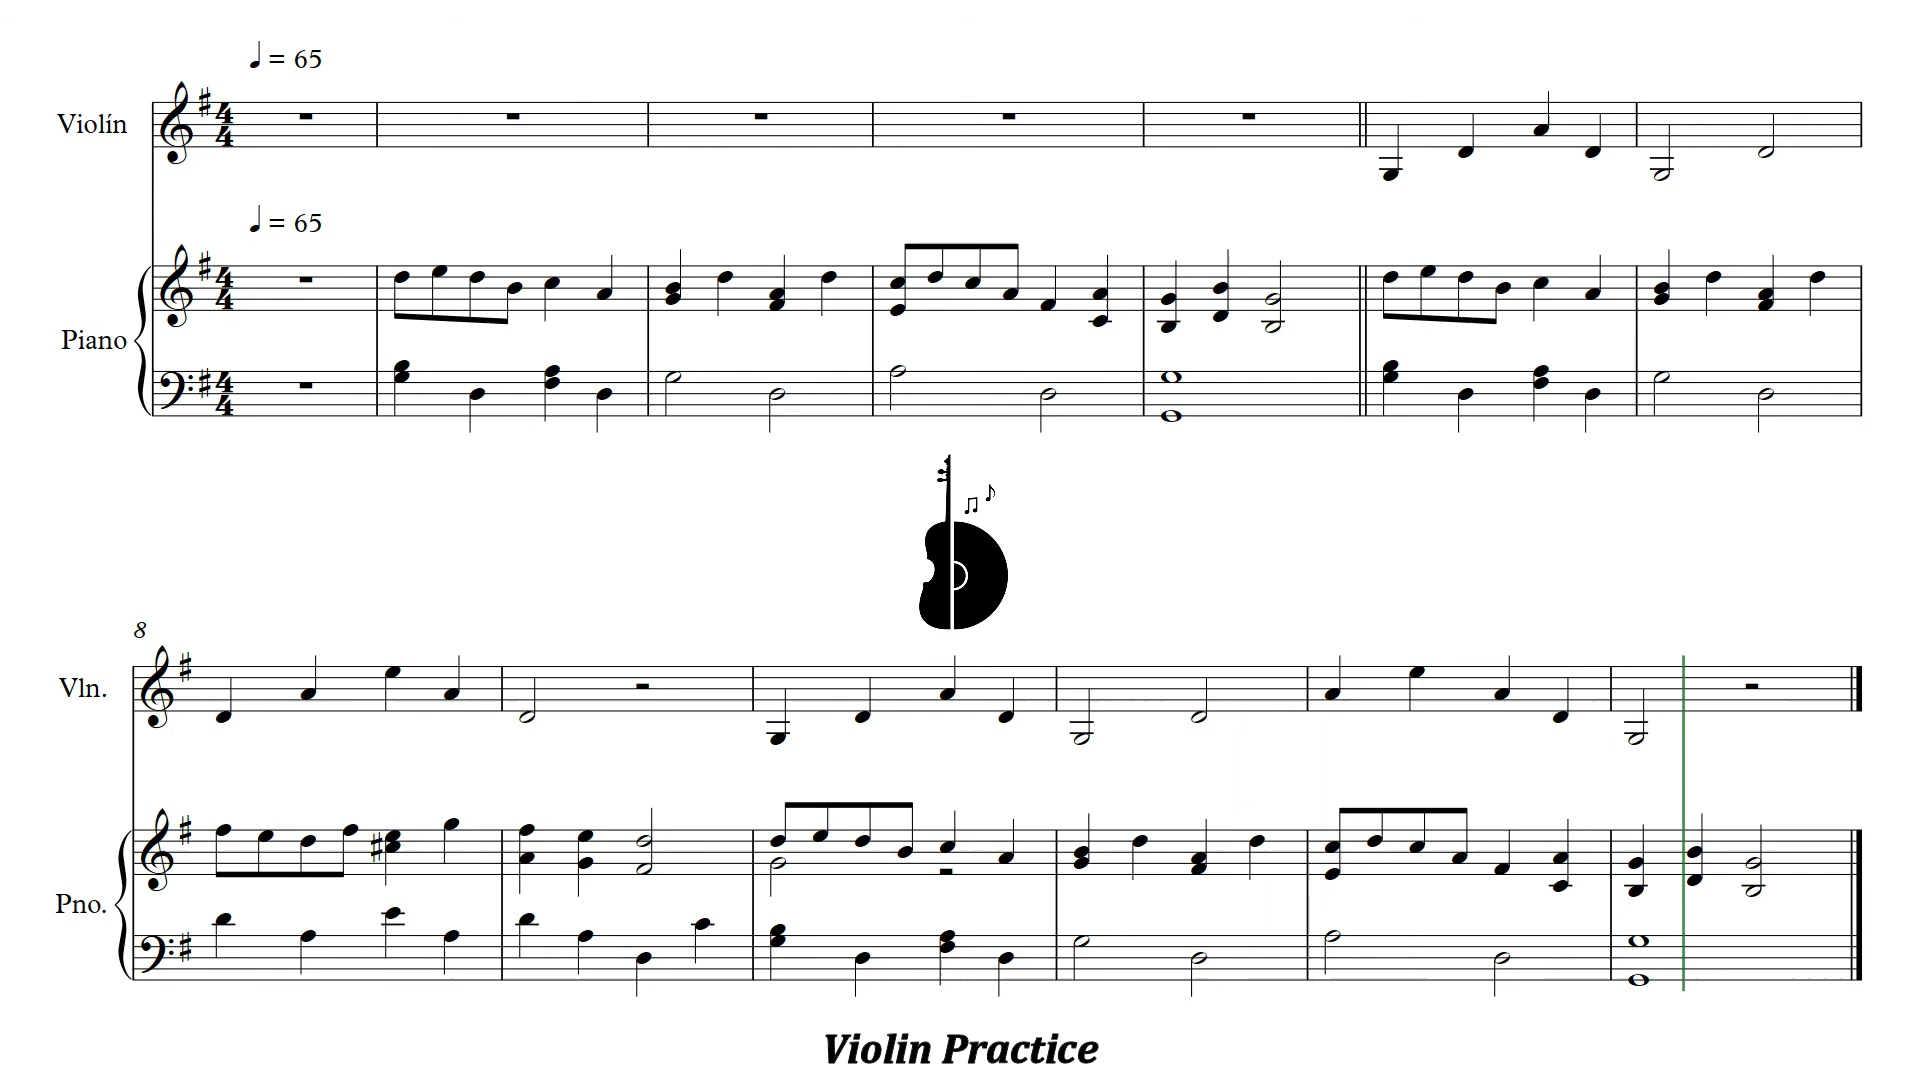 ♩ = 65
Violín
♩ = 65
Piano
8
Vln.
Pno.
Violin Practice